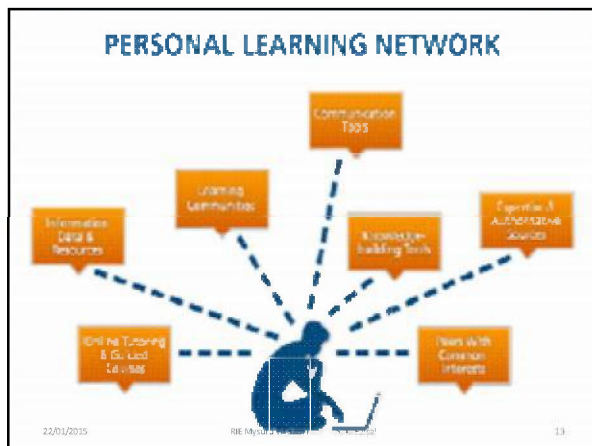 PERSONAL LEARNING NETWORK
Communication
Tools
Learning
Communities
Information
Data &
Resources
Knowledge-
building Tools
Expertise &
Authoritative
Sources
Online Tutoring
& Guided
Courses
Peers With
Common
Interests
22/01/2015
RIE Mysuru
13